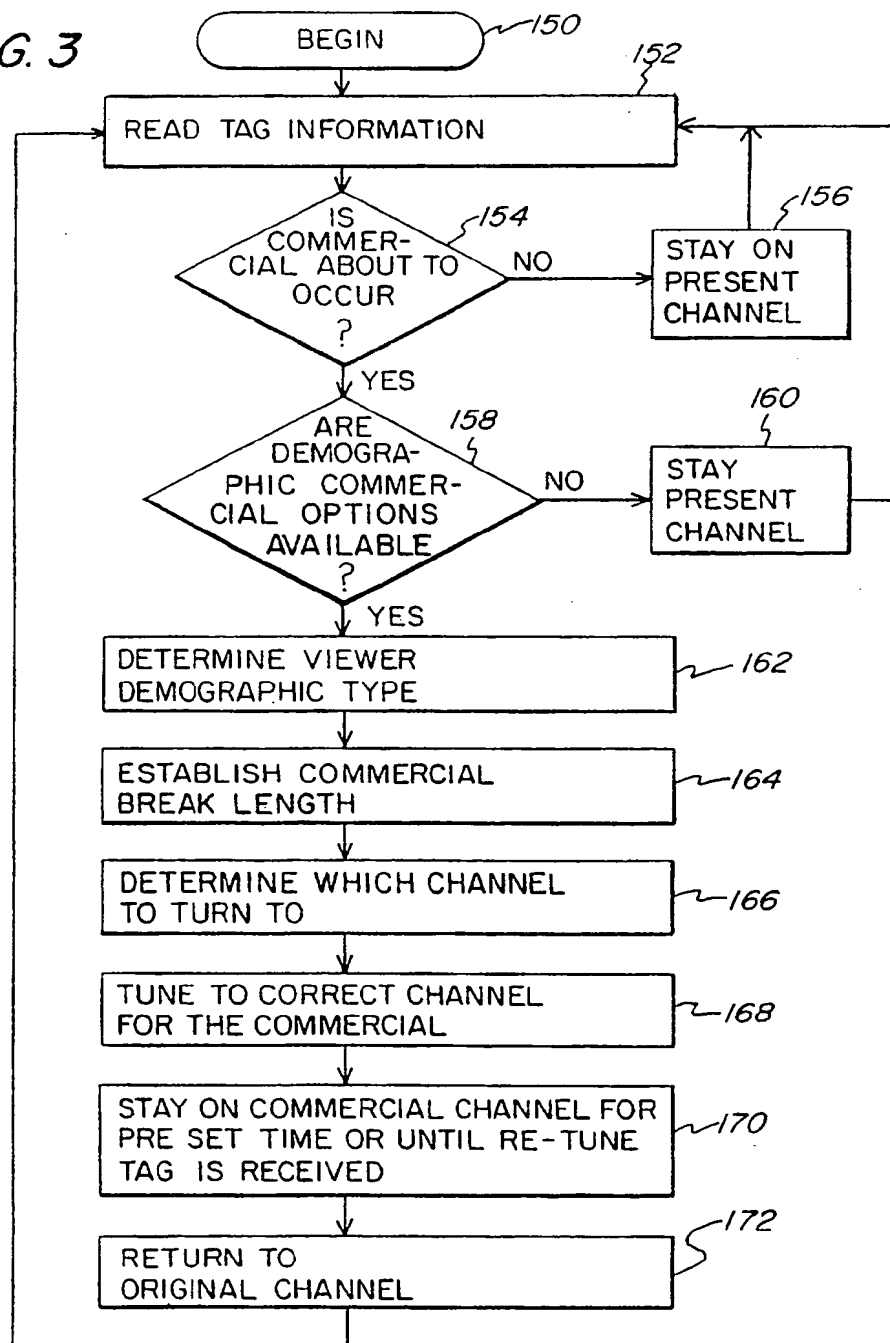 G. 3
BEGIN
150
152
READ TAG INFORMATION
IS
COMMER-
CIAL ABOUT TO
OCCUR
?
154
NO
156
STAY ON
PRESENT
CHANNEL
YES
ARE
DEMOGRA-
PHIC COMMER-
CIAL OPTIONS
AVAILABLE
?
158
NO
160
STAY
PRESENT
CHANNEL
YES
DETERMINE VIEWER
DEMOGRAPHIC TYPE
162
ESTABLISH COMMERCIAL
BREAK LENGTH
164
DETERMINE WHICH CHANNEL
TO TURN TO
166
TUNE TO CORRECT CHANNEL
FOR THE COMMERCIAL
168
STAY ON COMMERCIAL CHANNEL FOR
PRE SET TIME OR UNTIL RE-TUNE
TAG IS RECEIVED
170
RETURN TO
ORIGINAL CHANNEL
172